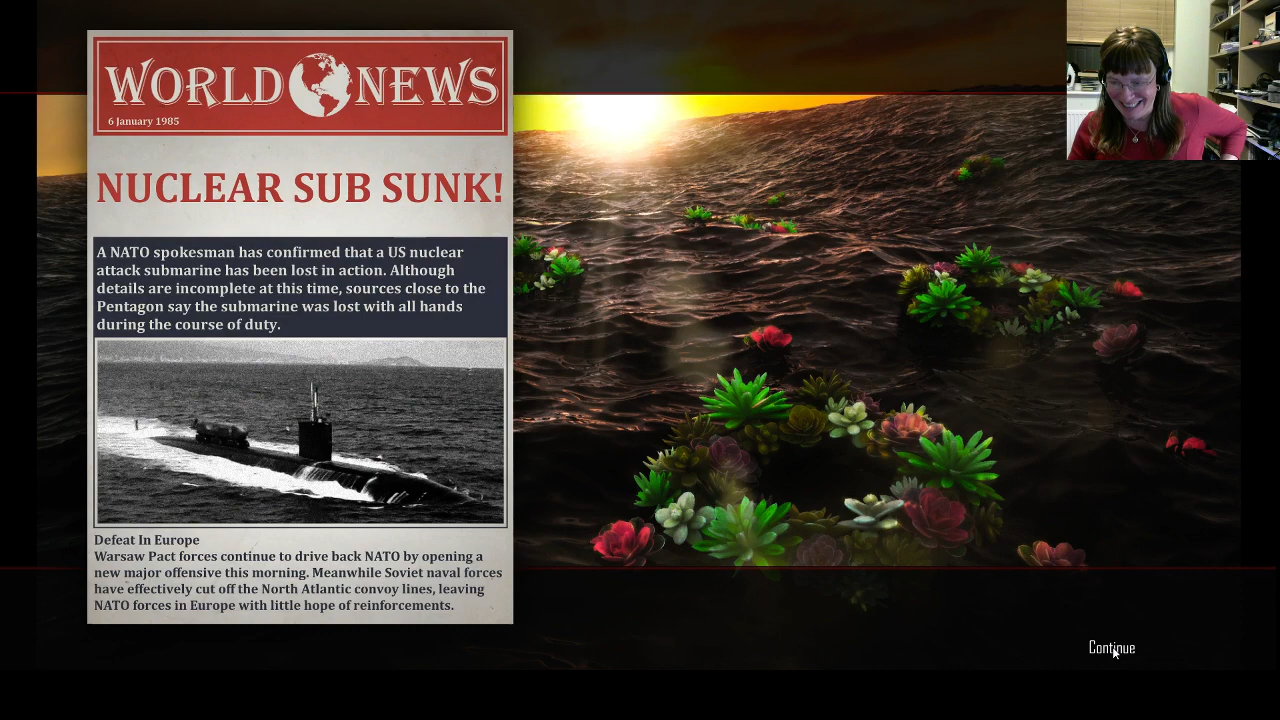 WORLD NEWS
6 January 1985
NUCLEAR SUB SUNK!
A NATO spokesman has confirmed that a US nuclear
attack submarine has been lost in action. Although
details are incomplete at this time, sources close to the
Pentagon say the submarine was lost with all hands
during the course of duty.
Defeat In Europe
Warsaw Pact forces continue to drive back NATO by opening a
new major offensive this morning. Meanwhile Soviet naval forces
have effectively cut off the North Atlantic convoy lines, leaving
NATO forces in Europe with little hope of reinforcements.
Continue